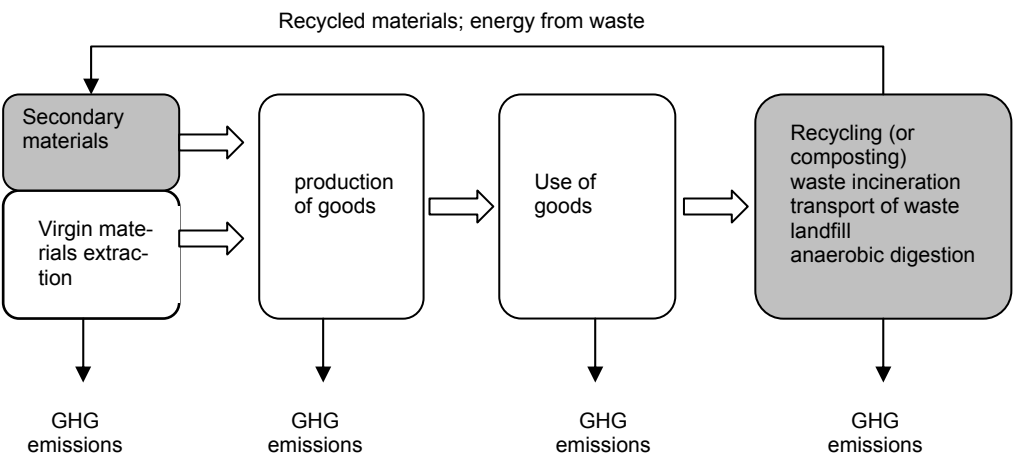 Recycled materials; energy from waste
Secondary
materials
Virgin mate-
rials extrac-
tion
production
of goods
Use of
goods
Recycling (or
composting)
waste incineration
transport of waste
landfill
anaerobic digestion
GHG
emissions
GHG
emissions
GHG
emissions
GHG
emissions